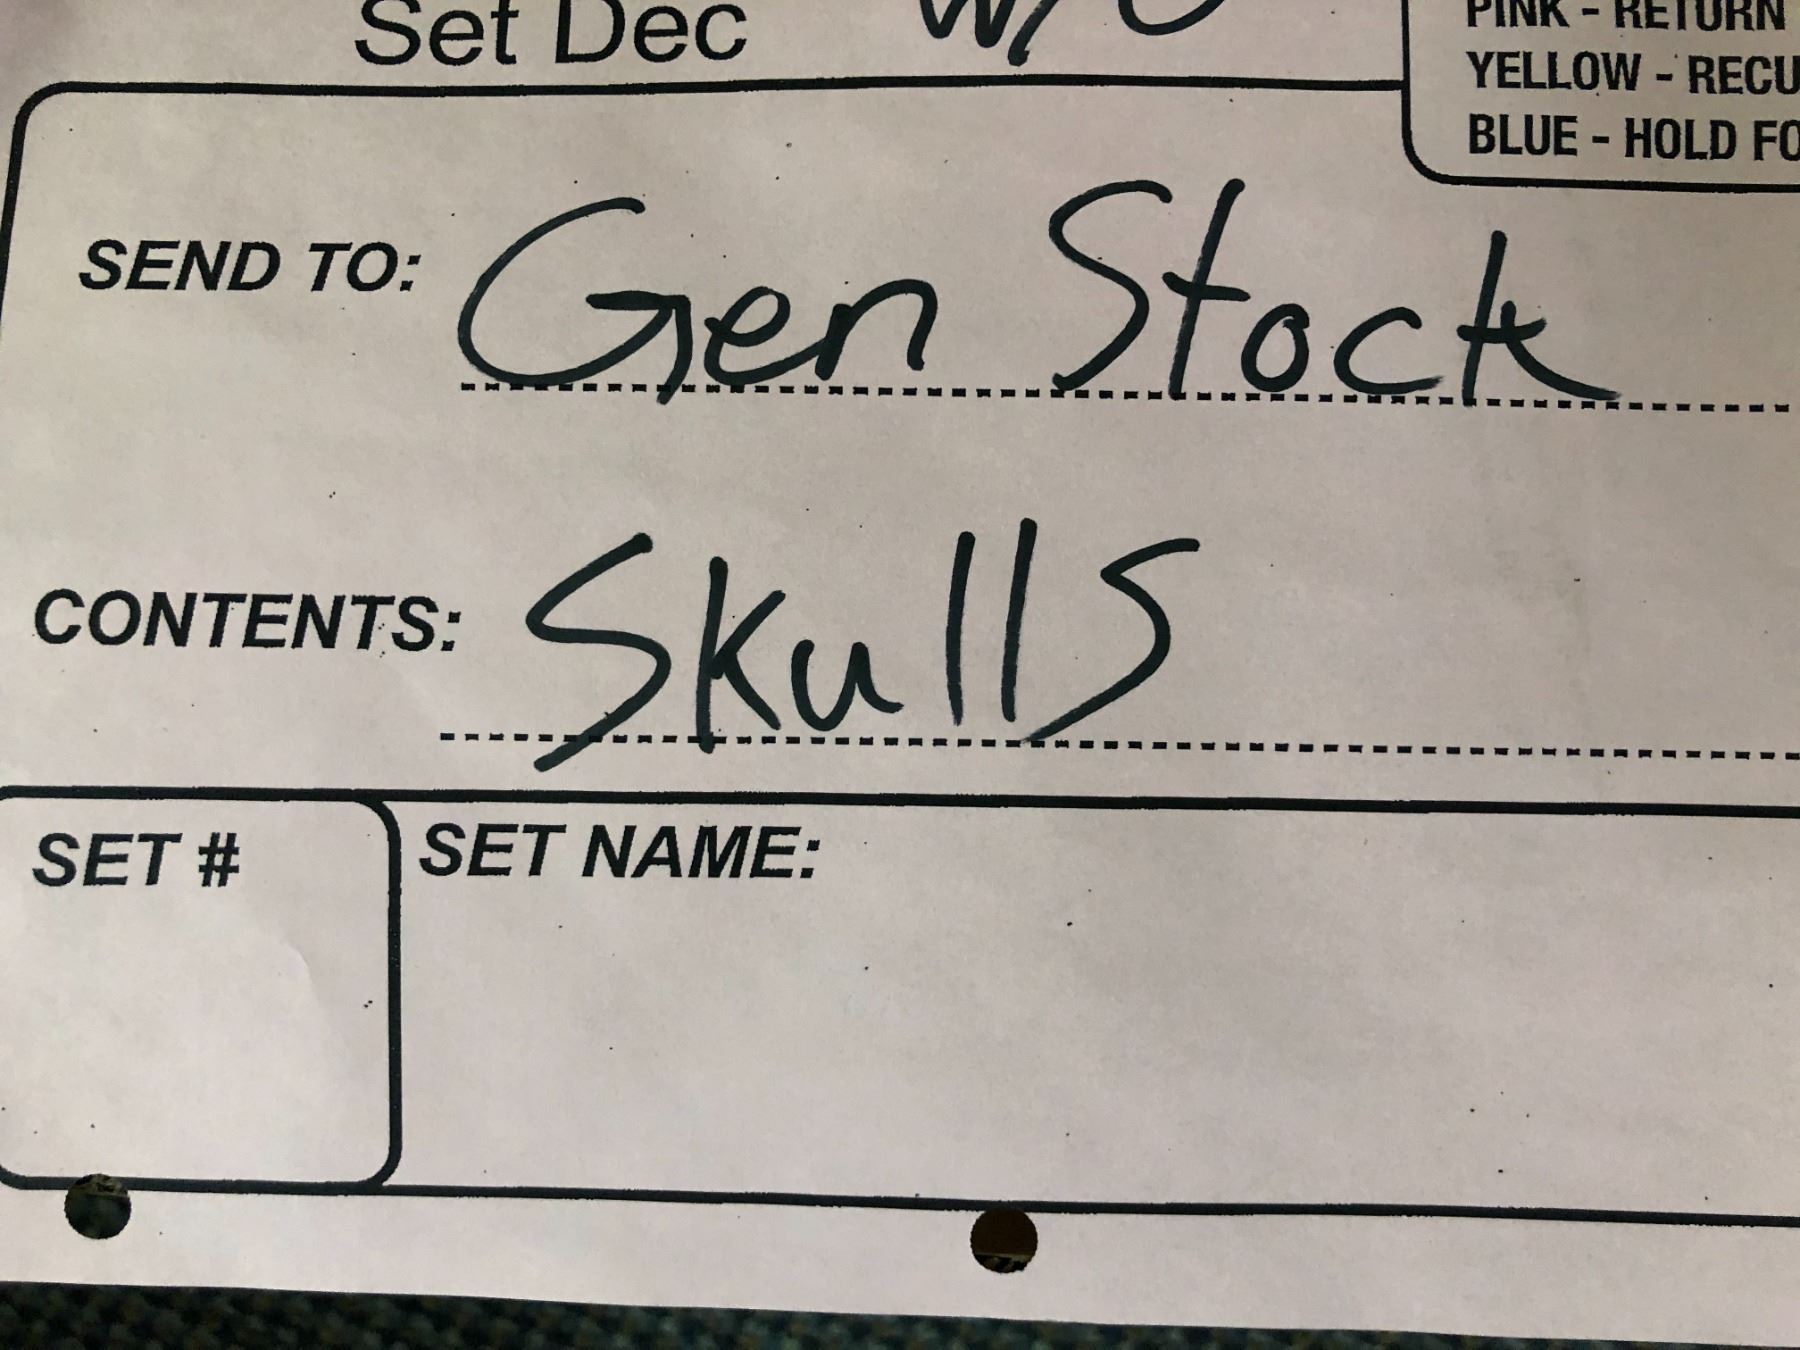 Set Dec
PINK - RETURN
YELLOW - RECU
BLUE - HOLD FO
SEND TO: Gen Stock
CONTENTS: Skulls
SET #
SET NAME: